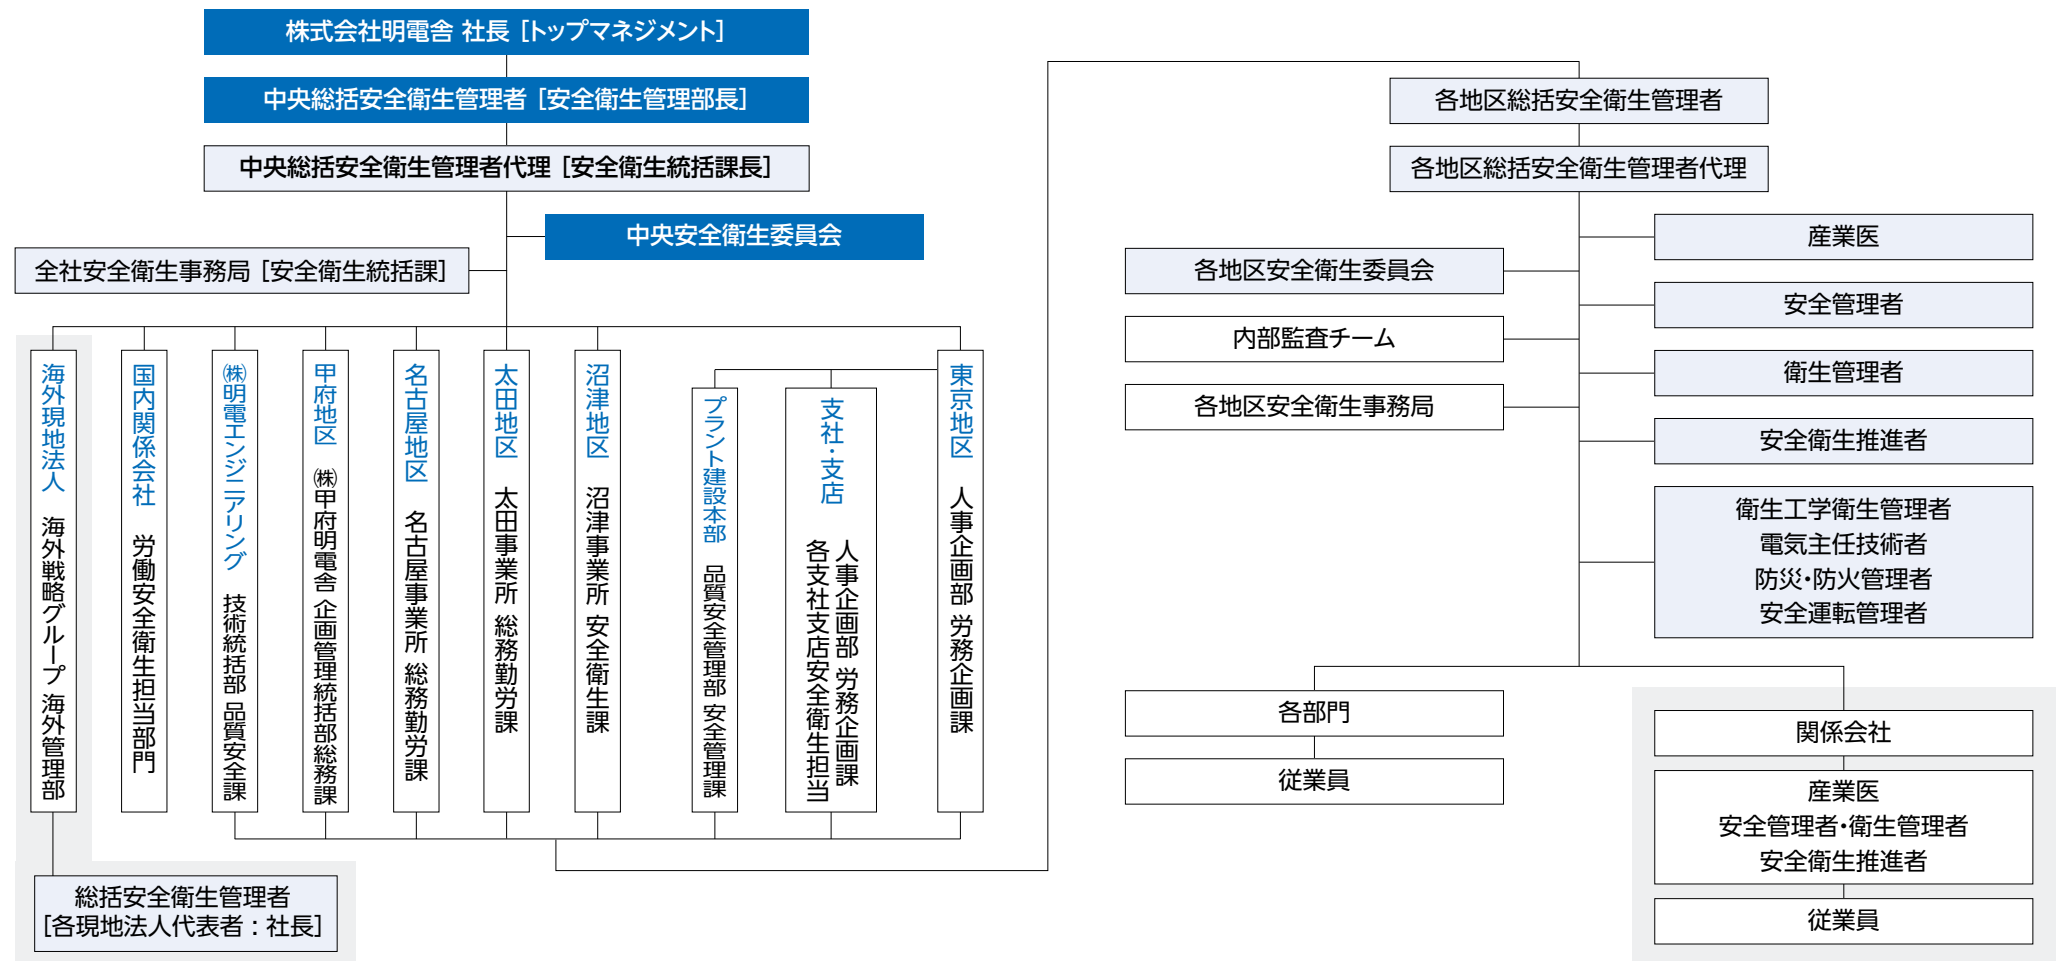 株式会社明電舎 社長［トップマネジメント］
中央総括安全衛生管理者［安全衛生管理部長］
中央総括安全衛生管理者代理［安全衛生統括課長］
中央安全衛生委員会
全社安全衛生事務局［安全衛生統括課］
海外現地法人 海外戦略グループ 海外管理部
国内関係会社 労働安全衛生担当部門
㈱明電エンジニアリング 技術統括部 品質安全課
甲府地区 ㈱甲府明電舎 企画管理統括部総務課
名古屋地区 名古屋事業所 総務勤労課
太田地区 太田事業所 総務勤労課
沼津地区 沼津事業所 安全衛生課
プラント建設本部 品質安全管理部 安全管理課
支社・支店 人事企画部 労務企画課
各支社支店安全衛生担当
東京地区 人事企画部 労務企画課
総括安全衛生管理者
［各現地法人代表者：社長］
各地区総括安全衛生管理者
各地区総括安全衛生管理者代理
各地区安全衛生委員会
内部監査チーム
各地区安全衛生事務局
産業医
安全管理者
衛生管理者
安全衛生推進者
衛生工学衛生管理者
電気主任技術者
防災・防火管理者
安全運転管理者
各部門
従業員
関係会社
産業医
安全管理者・衛生管理者
安全衛生推進者
従業員